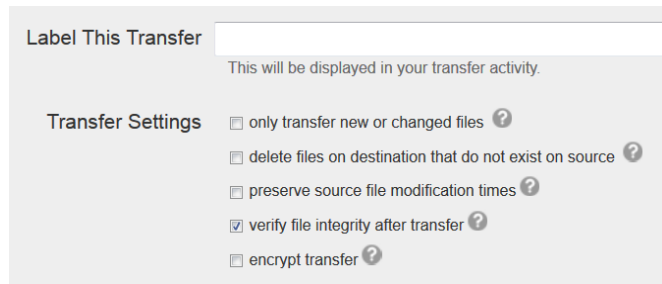 Label This Transfer
This will be displayed in your transfer activity.
Transfer Settings
only transfer new or changed files ?
delete files on destination that do not exist on source ?
preserve source file modification times ?
verify file integrity after transfer ?
encrypt transfer ?